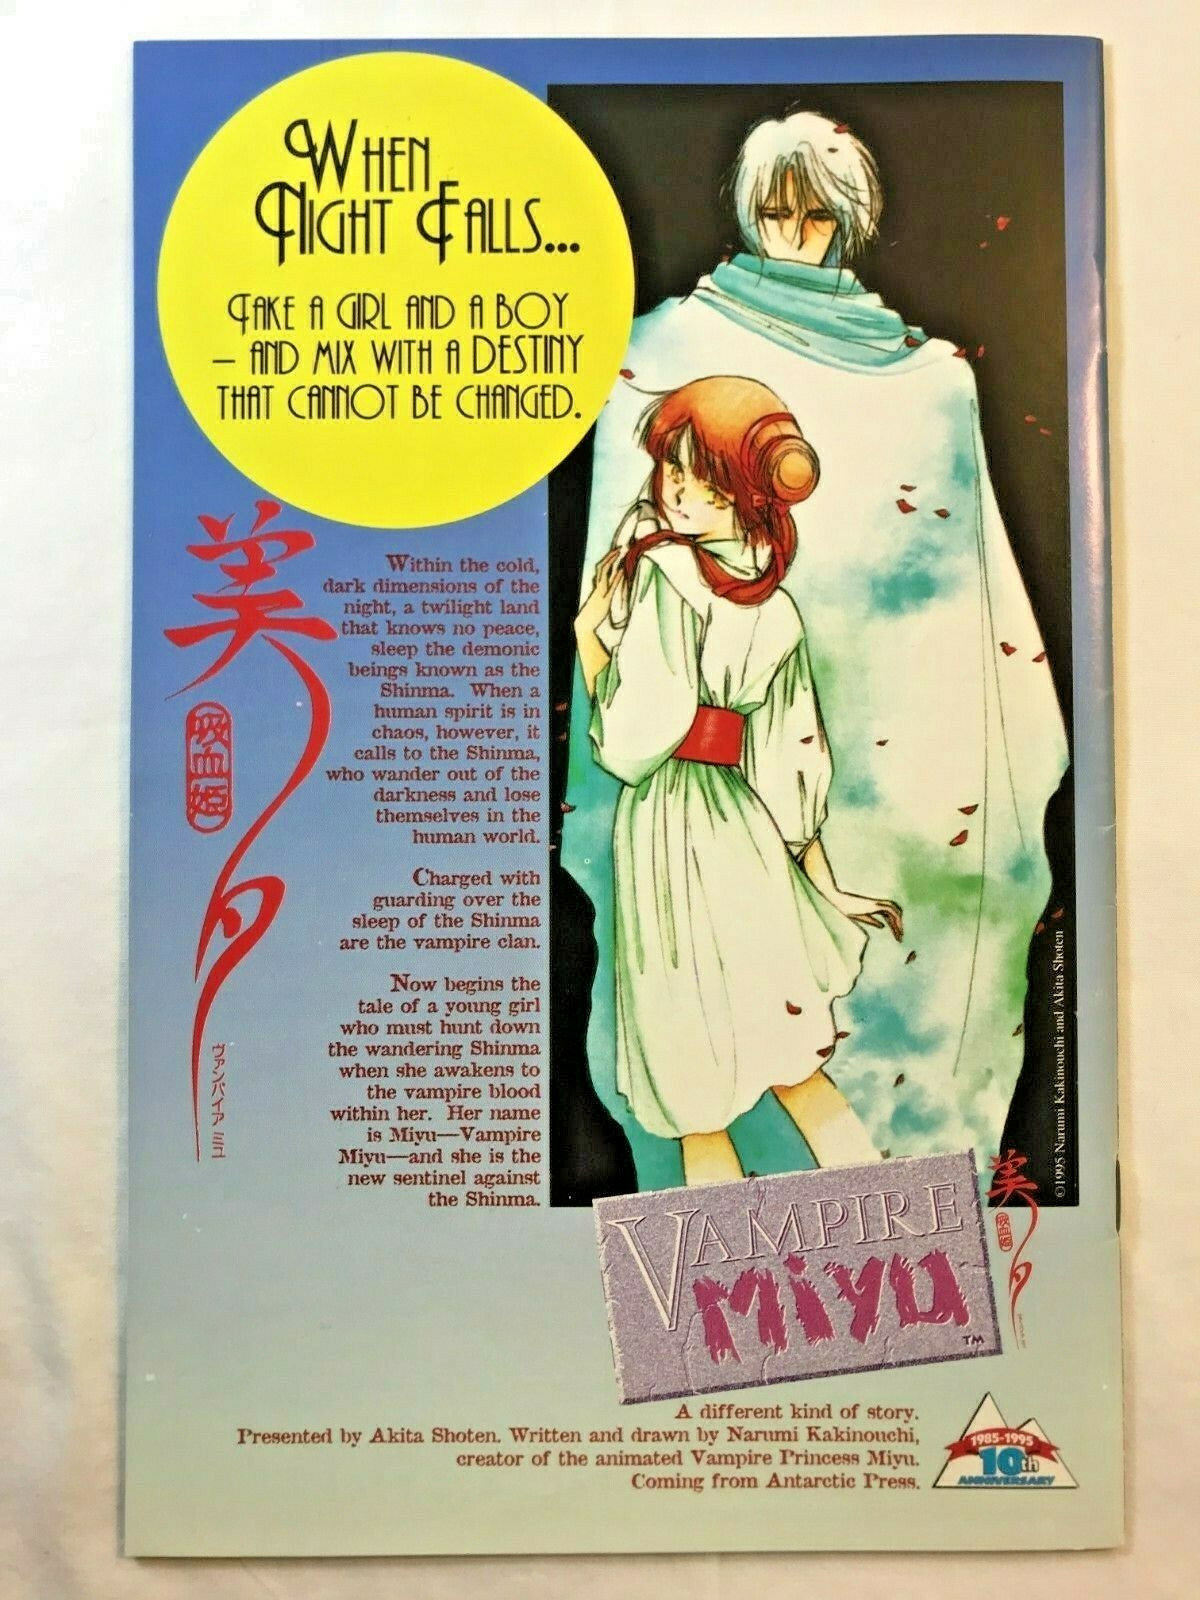 When
Night Falls...
Take a girl and a boy
– and mix with a destiny
that cannot be changed.
美夕
吸血姫
ヴァンパイア ミユ
Within the cold,
dark dimensions of the
night, a twilight land
that knows no peace,
sleep the demonic
beings known as the
Shinma. When a
human spirit is in
chaos, however, it
calls to the Shinma,
who wander out of the
darkness and lose
themselves in the
human world.
Charged with
guarding over the
sleep of the Shinma
are the vampire clan.
Now begins the
tale of a young girl
who must hunt down
the wandering Shinma
when she awakens to
the vampire blood
within her. Her name
is Miyu—Vampire
Miyu—and she is the
new sentinel against
the Shinma.
©1995 Narumi Kakinouchi and Akita Shoten
Vampire
Miyu
TM
美夕
吸血姫
A different kind of story.
Presented by Akita Shoten. Written and drawn by Narumi Kakinouchi,
creator of the animated Vampire Princess Miyu.
Coming from Antarctic Press.
1985-1995
10th
ANNIVERSARY